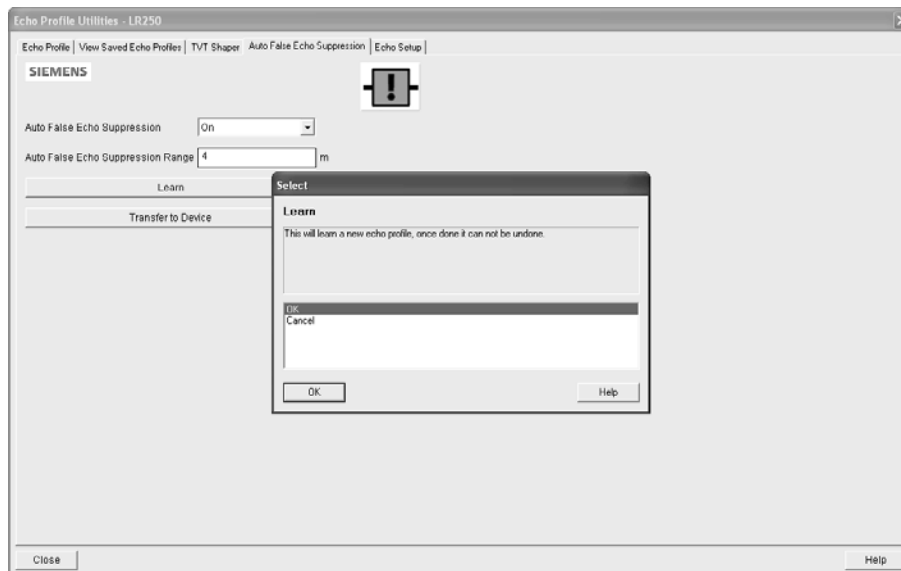 Echo Profile Utilities - LR250
Echo Profile View Saved Echo Profiles TVT Shaper Auto False Echo Suppression Echo Setup
SIEMENS
Auto False Echo Suppression On
Auto False Echo Suppression Range 4 m
Learn
Transfer to Device
Select
Learn
This will learn a new echo profile, once done it can not be undone.
OK
Cancel
OK Help
Close Help